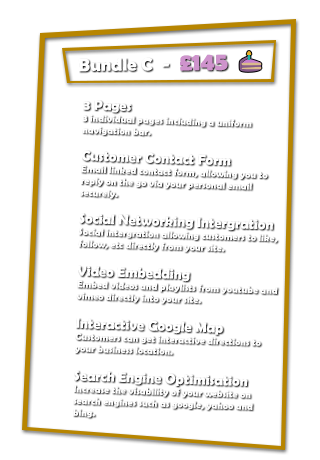 Bundle C - £145
3 Pages
3 individual pages including a uniform
navigation bar.
Customer Contact Form
Email linked contact form, allowing you to
reply on the go via your personal email
securely.
Social Networking Intergration
Social intergration allowing customers to like,
follow, etc directly from your site.
Video Embedding
Embed videos and playlists from youtube and
vimeo directly into your site.
Interactive Google Map
Customers can get interactive directions to
your business location.
Search Engine Optimisation
Increase the visability of your website on
search engines such as google, yahoo and
bing.